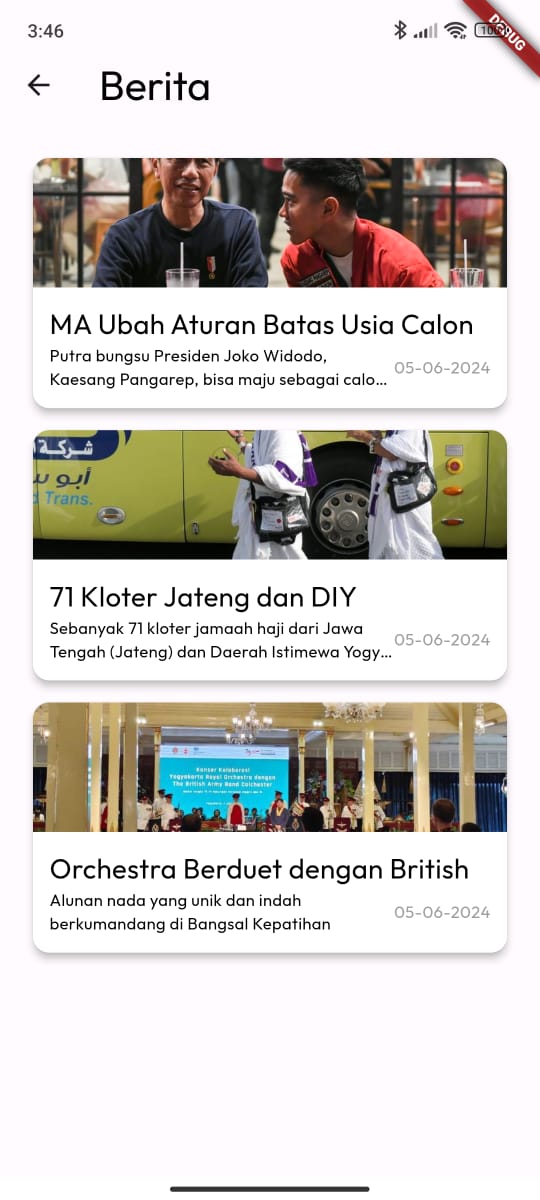 3:46
DEBUG
Berita
MA Ubah Aturan Batas Usia Calon
Putra bungsu Presiden Joko Widodo,
Kaesang Pangarep, bisa maju sebagai calo...
05-06-2024
شركة
أبو
Trans.
71 Kloter Jateng dan DIY
Sebanyak 71 kloter jamaah haji dari Jawa
Tengah (Jateng) dan Daerah Istimewa Yogy...
05-06-2024
Konser Kolaborasi
Yogyakarta Royal Orchestra dengan
The British Army Band Colchester
Orchestra Berduet dengan British
Alunan nada yang unik dan indah
berkumandang di Bangsal Kepatihan
05-06-2024